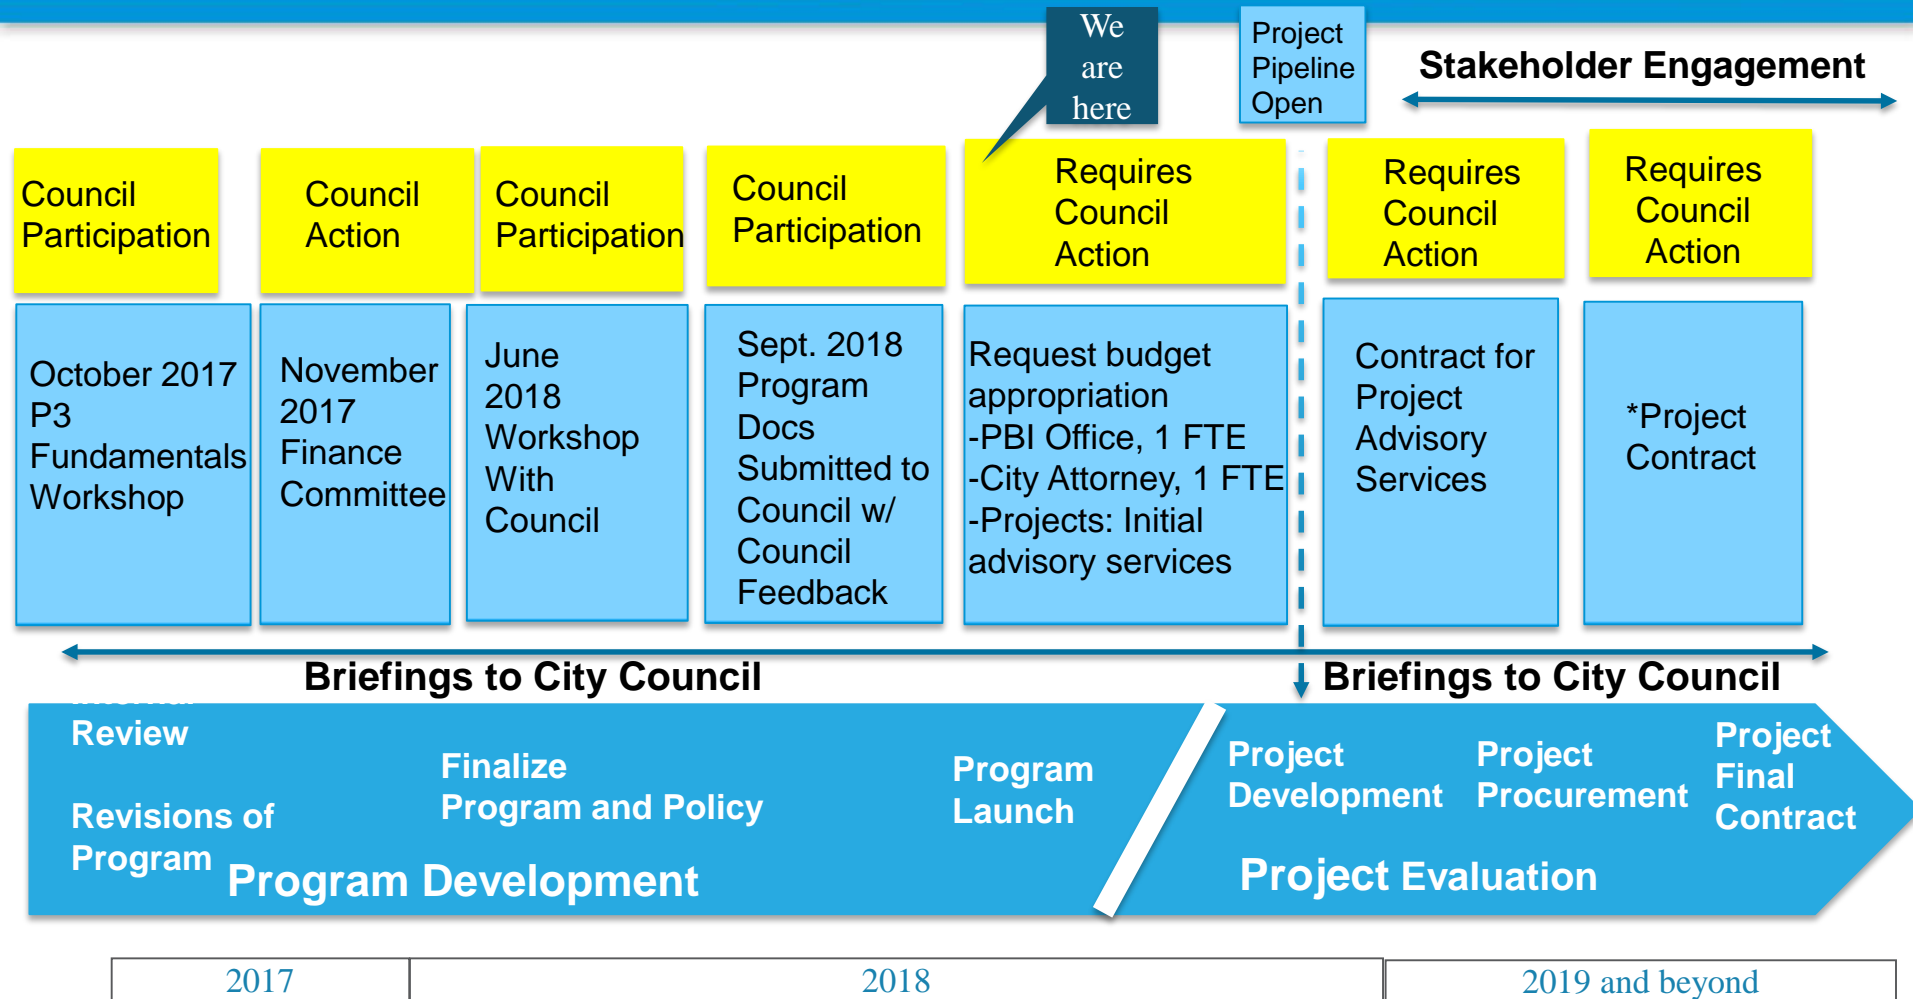 We
are
here
Project
Pipeline
Open
Stakeholder Engagement
Council
Participation
Council
Action
Council
Participation
Council
Participation
Requires
Council
Action
Requires
Council
Action
Requires
Council
Action
October 2017
P3
Fundamentals
Workshop
November
2017
Finance
Committee
June
2018
Workshop
With
Council
Sept. 2018
Program
Docs
Submitted to
Council w/
Council
Feedback
Request budget
appropriation
-PBI Office, 1 FTE
-City Attorney, 1 FTE
-Projects: Initial
advisory services
Contract for
Project
Advisory
Services
*Project
Contract
Briefings to City Council
Briefings to City Council
Review
Revisions of
Program
Finalize
Program and Policy
Program
Launch
Program Development
Project
Development
Project
Procurement
Project
Final
Contract
Project Evaluation
2017
2018
2019 and beyond